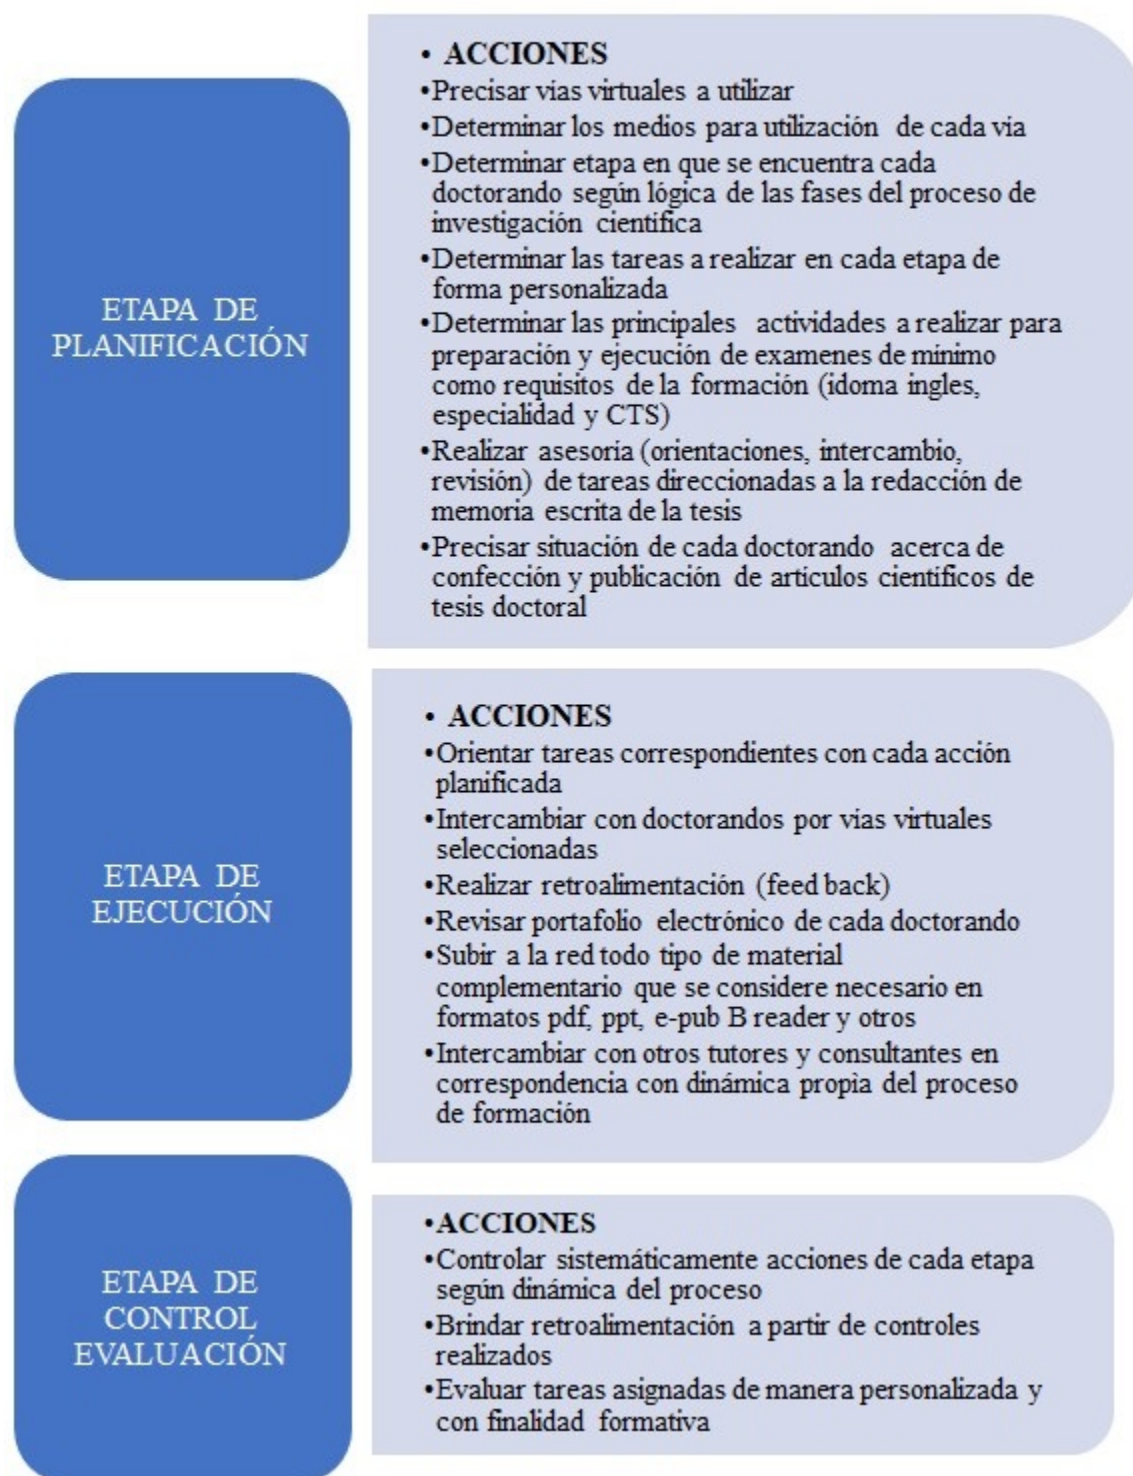 ETAPA DE
PLANIFICACIÓN
• ACCIONES
•Precisar vías virtuales a utilizar
•Determinar los medios para utilización de cada vía
•Determinar etapa en que se encuentra cada
doctorando según lógica de las fases del proceso de
investigación científica
•Determinar las tareas a realizar en cada etapa de
forma personalizada
•Determinar las principales actividades a realizar para
preparación y ejecución de examenes de mínimo
como requisitos de la formación (idoma ingles,
especialidad y CTS)
•Realizar asesoría (orientaciones, intercambio,
revisión) de tareas direccionadas a la redacción de
memoria escrita de la tesis
•Precisar situación de cada doctorando acerca de
confección y publicación de artículos científicos de
tesis doctoral
ETAPA DE
EJECUCIÓN
• ACCIONES
•Orientar tareas correspondientes con cada acción
planificada
•Intercambiar con doctorandos por vías virtuales
seleccionadas
•Realizar retroalimentación (feed back)
•Revisar portafolio electrónico de cada doctorando
•Subir a la red todo tipo de material
complementario que se considere necesario en
formatos pdf, ppt, e-pub B reader y otros
•Intercambiar con otros tutores y consultantes en
correspondencia con dinámica propia del proceso
de formación
ETAPA DE
CONTROL
EVALUACIÓN
•ACCIONES
•Controlar sistemáticamente acciones de cada etapa
según dinámica del proceso
•Brindar retroalimentación a partir de controles
realizados
•Evaluar tareas asignadas de manera personalizada y
con finalidad formativa